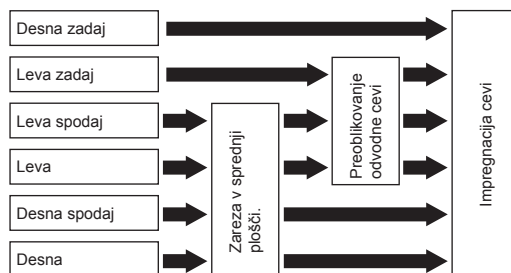 Desna zadaj
Leva zadaj
Leva spodaj
Leva
Desna spodaj
Desna
Zareza v sprednji
plošči.
Preoblikovanje
odvodne cevi
Impregnacija cevi